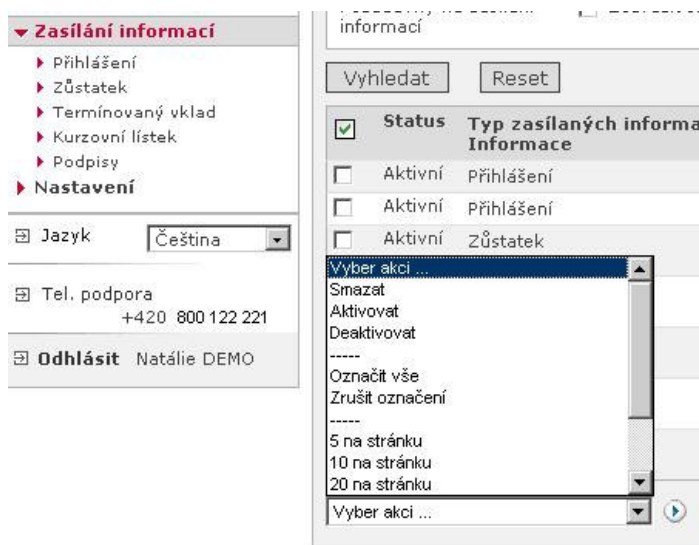 Zasílání informací
Přihlášení
Zůstatek
Termínovaný vklad
Kurzovní lístek
Podpisy
Nastavení
Jazyk Čeština
Tel. podpora
+420 800 122 221
Odhlásit Natálie DEMO
informací
Vyhledat Reset
Status Typ zasílaných informa
Informace
Aktivní Přihlášení
Aktivní Přihlášení
Aktivní Zůstatek
Vyber akci ...
Smazat
Aktivovat
Deaktivovat
-----
Označit vše
Zrušit označení
-----
5 na stránku
10 na stránku
20 na stránku
Vyber akci ...